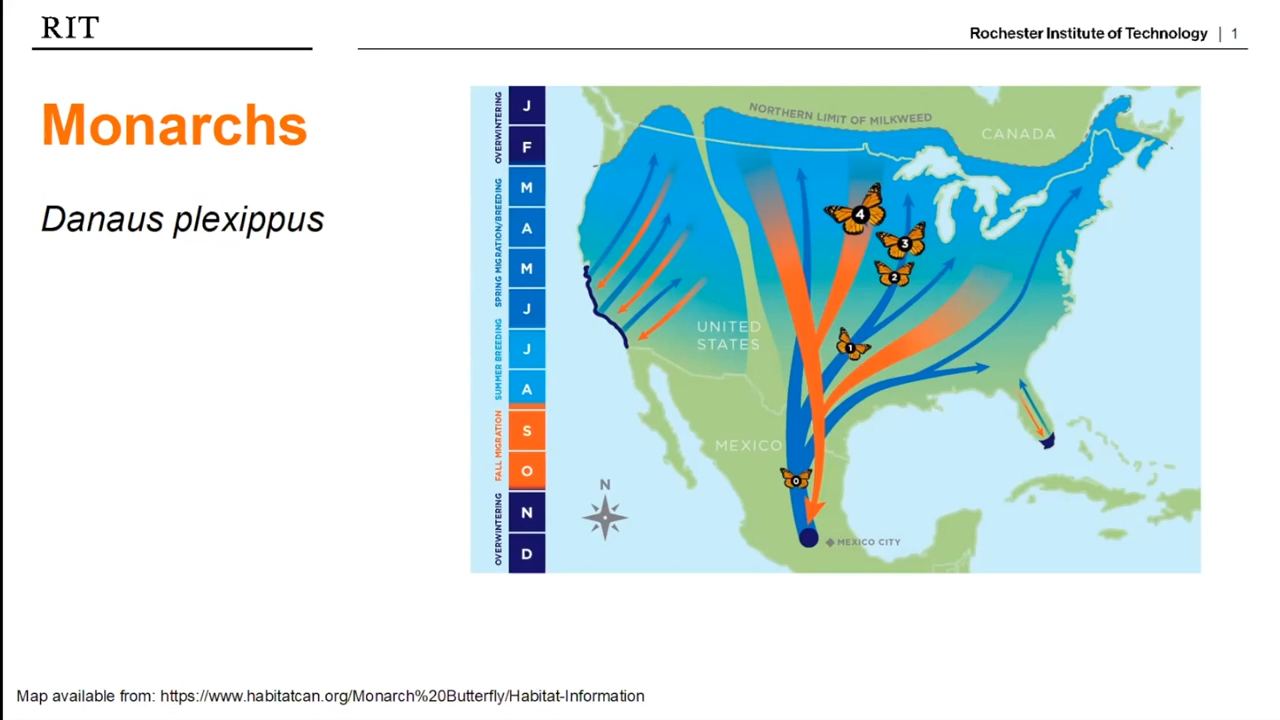 RIT
Rochester Institute of Technology | 1
Monarchs
Danaus plexippus
OVERWINTERING
SPRING MIGRATION/BREEDING
SUMMER BREEDING
FALL MIGRATION
OVERWINTERING
J
F
M
A
M
J
J
A
S
O
N
D
NORTHERN LIMIT OF MILKWEED
CANADA
4
3
2
UNITED
STATES
1
MEXICO
0
N
MEXICO CITY
Map available from: https://www.habitatcan.org/Monarch%20Butterfly/Habitat-Information